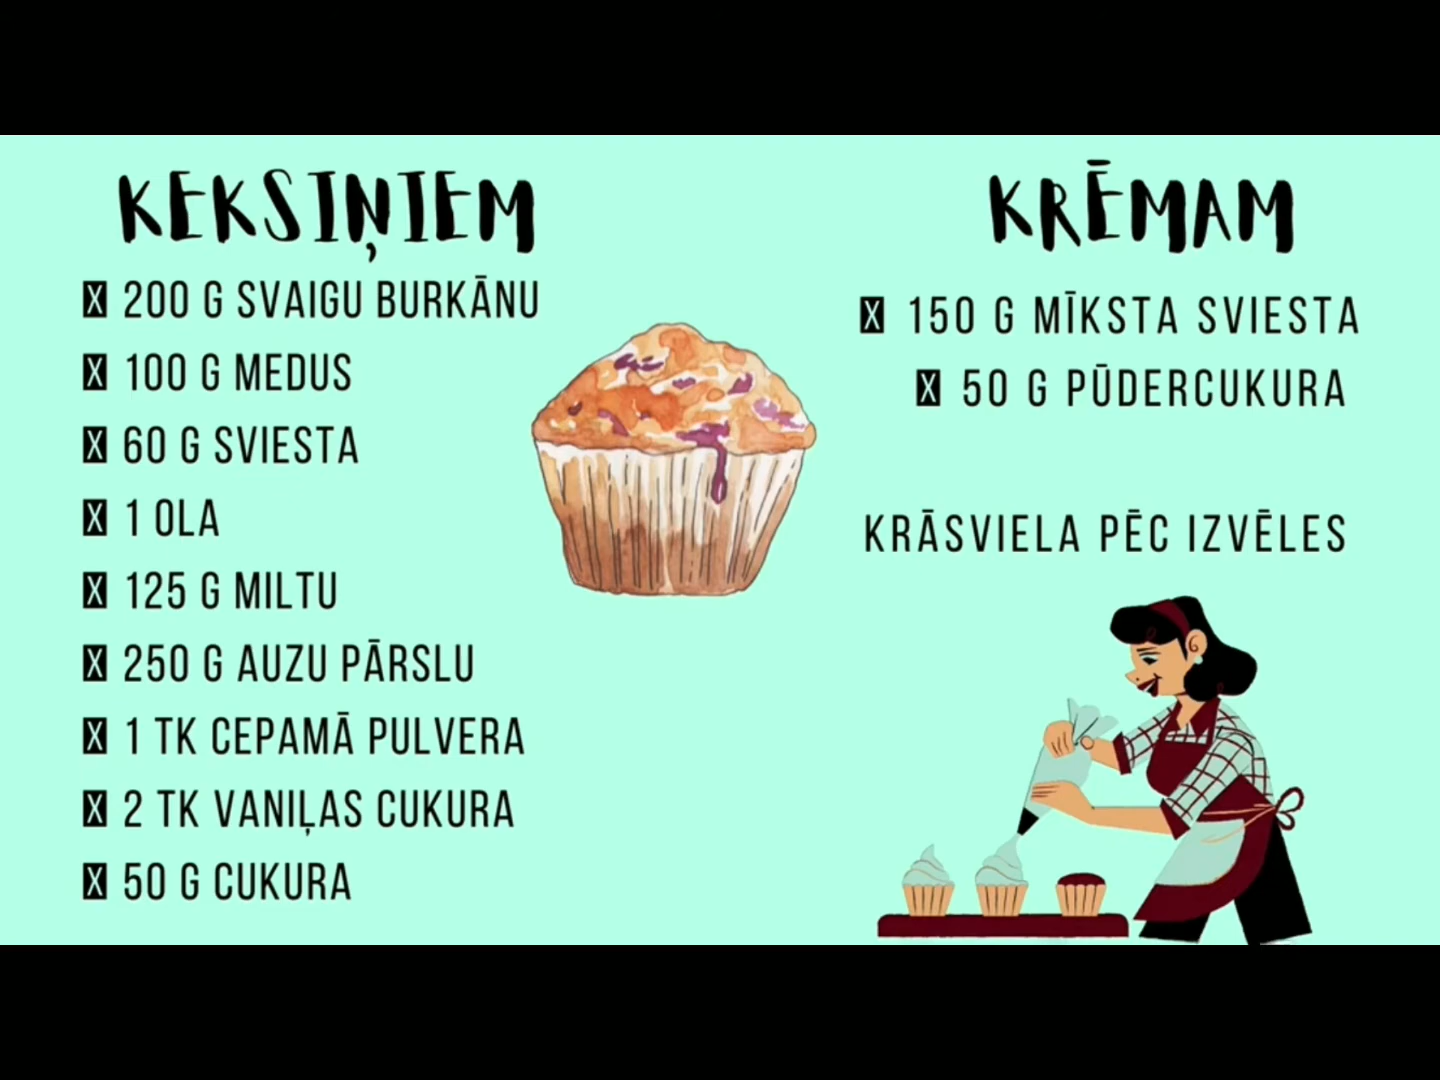 KEKSIŅIEM
200 G SVAIGU BURKĀNU
100 G MEDUS
60 G SVIESTA
1 OLA
125 G MILTU
250 G AUZU PĀRSLU
1 TK CEPAMĀ PULVERA
2 TK VANIĻAS CUKURA
50 G CUKURA
KRĒMAM
150 G MĪKSTA SVIESTA
50 G PŪDERCUKURA
KRĀSVIELA PĒC IZVĒLES